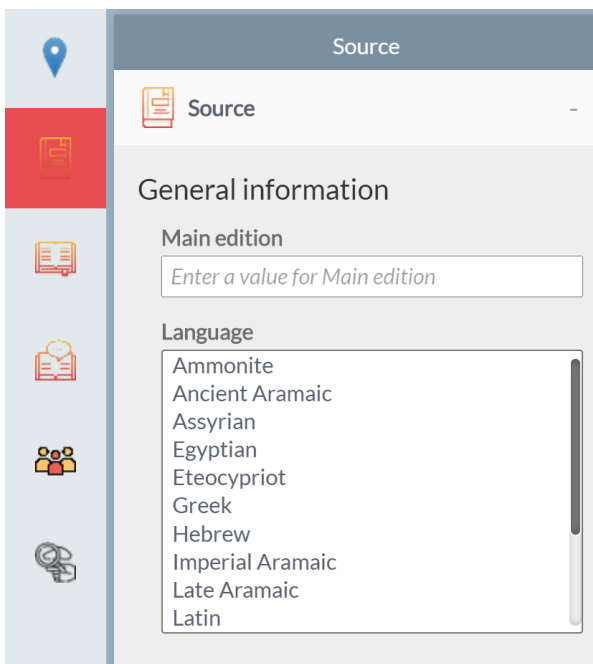 Source
Source
-
General information
Main edition
Enter a value for Main edition
Language
Ammonite
Ancient Aramaic
Assyrian
Egyptian
Eteocypriot
Greek
Hebrew
Imperial Aramaic
Late Aramaic
Latin